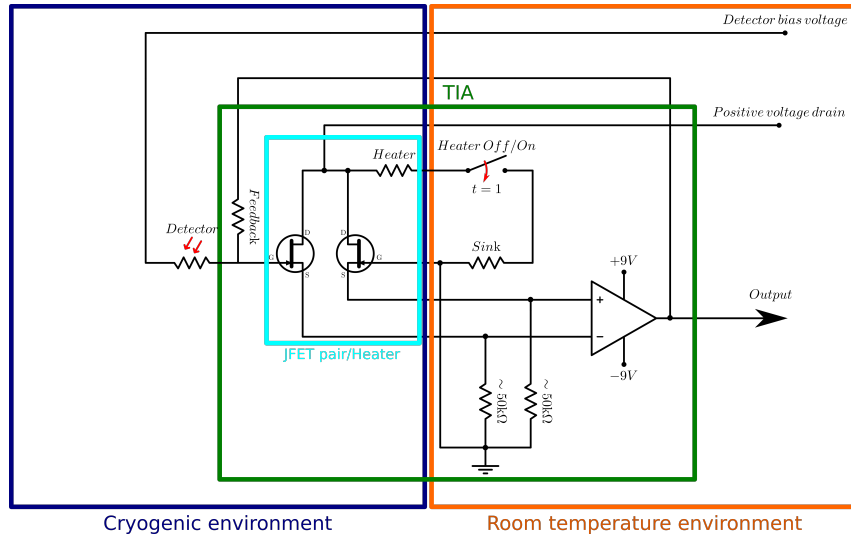 Detector bias voltage
TIA
Positive voltage drain
Heater
Heater Off/On
t = 1
Feedback
Detector
D
D
G
G
S
S
Sink
+9V
+
−
Output
−9V
JFET pair/Heater
~ 50kΩ
~ 50kΩ
Cryogenic environment
Room temperature environment